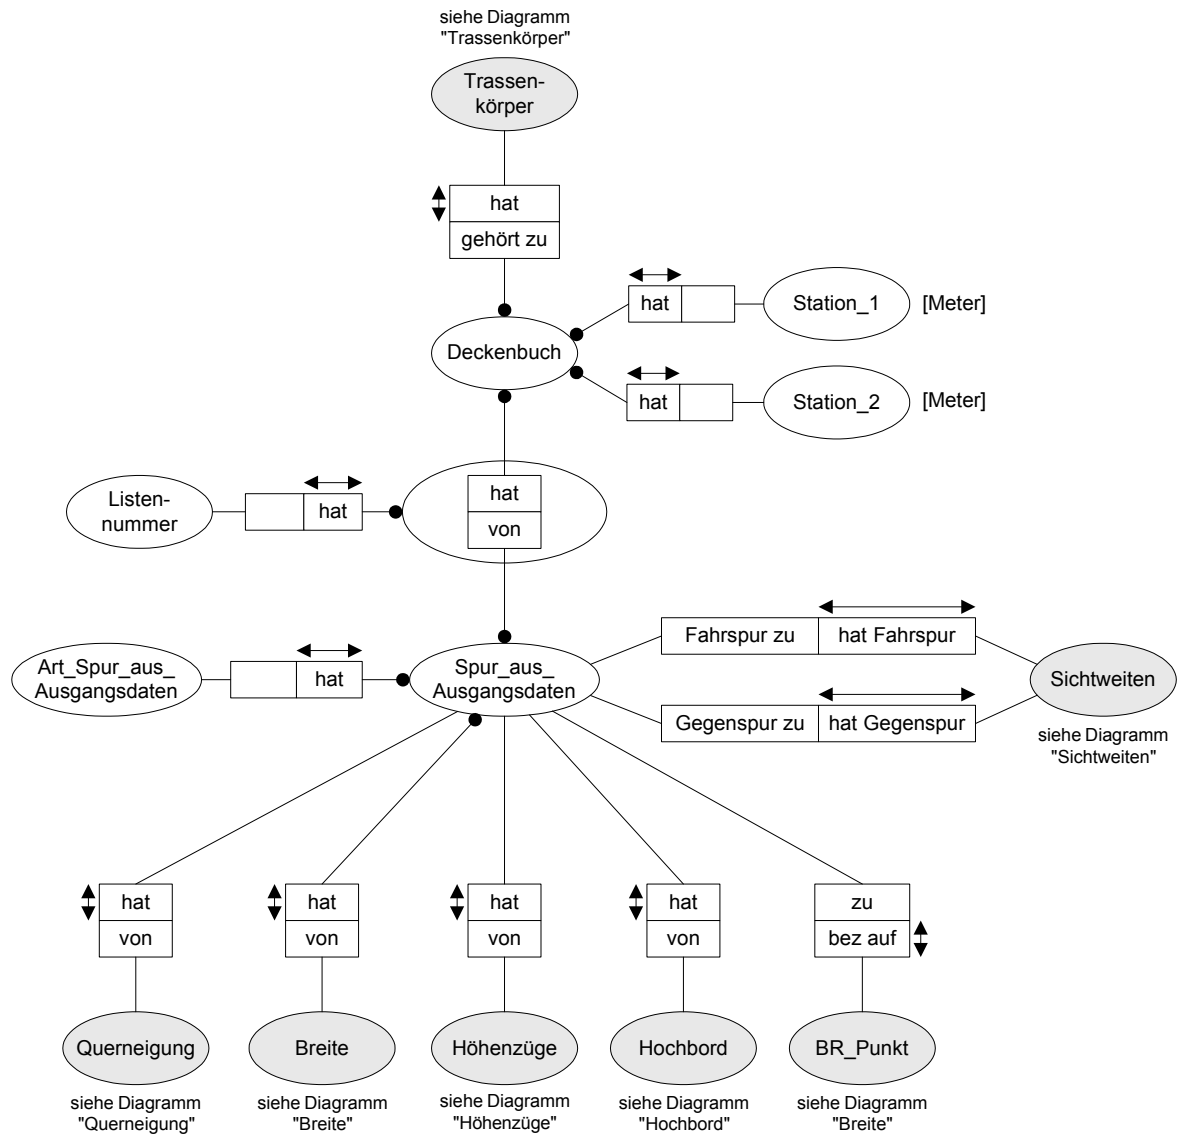 siehe Diagramm
"Trassenkörper"
Trassen-
körper
hat
gehört zu
hat
Station_1
[Meter]
Deckenbuch
hat
Station_2
[Meter]
Listen-
nummer
hat
hat
von
Art_Spur_aus_
Ausgangsdaten
hat
Spur_aus_
Ausgangsdaten
Fahrspur zu
hat Fahrspur
Gegenspur zu
hat Gegenspur
Sichtweiten
siehe Diagramm
"Sichtweiten"
hat
von
hat
von
hat
von
hat
von
zu
bez auf
Querneigung
Breite
Höhenzüge
Hochbord
BR_Punkt
siehe Diagramm
"Querneigung"
siehe Diagramm
"Breite"
siehe Diagramm
"Höhenzüge"
siehe Diagramm
"Hochbord"
siehe Diagramm
"Breite"